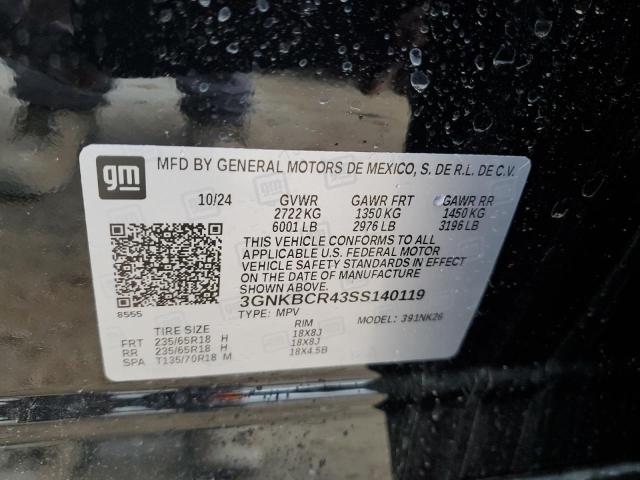 gm MFD BY GENERAL MOTORS DE MEXICO, S. DE R.L. DE C.V.
10/24 GVWR GAWR FRT GAWR RR
2722 KG 1350 KG 1450 KG
6001 LB 2976 LB 3196 LB
THIS VEHICLE CONFORMS TO ALL
APPLICABLE U.S. FEDERAL MOTOR
VEHICLE SAFETY STANDARDS IN EFFECT
ON THE DATE OF MANUFACTURE
3GNKBCR43SS140119
8555 TYPE: MPV MODEL: 391NK26
TIRE SIZE RIM
FRT 235/65R18 H 18X8J
RR 235/65R18 H 18X8J
SPA T135/70R18 M 18X4.5B